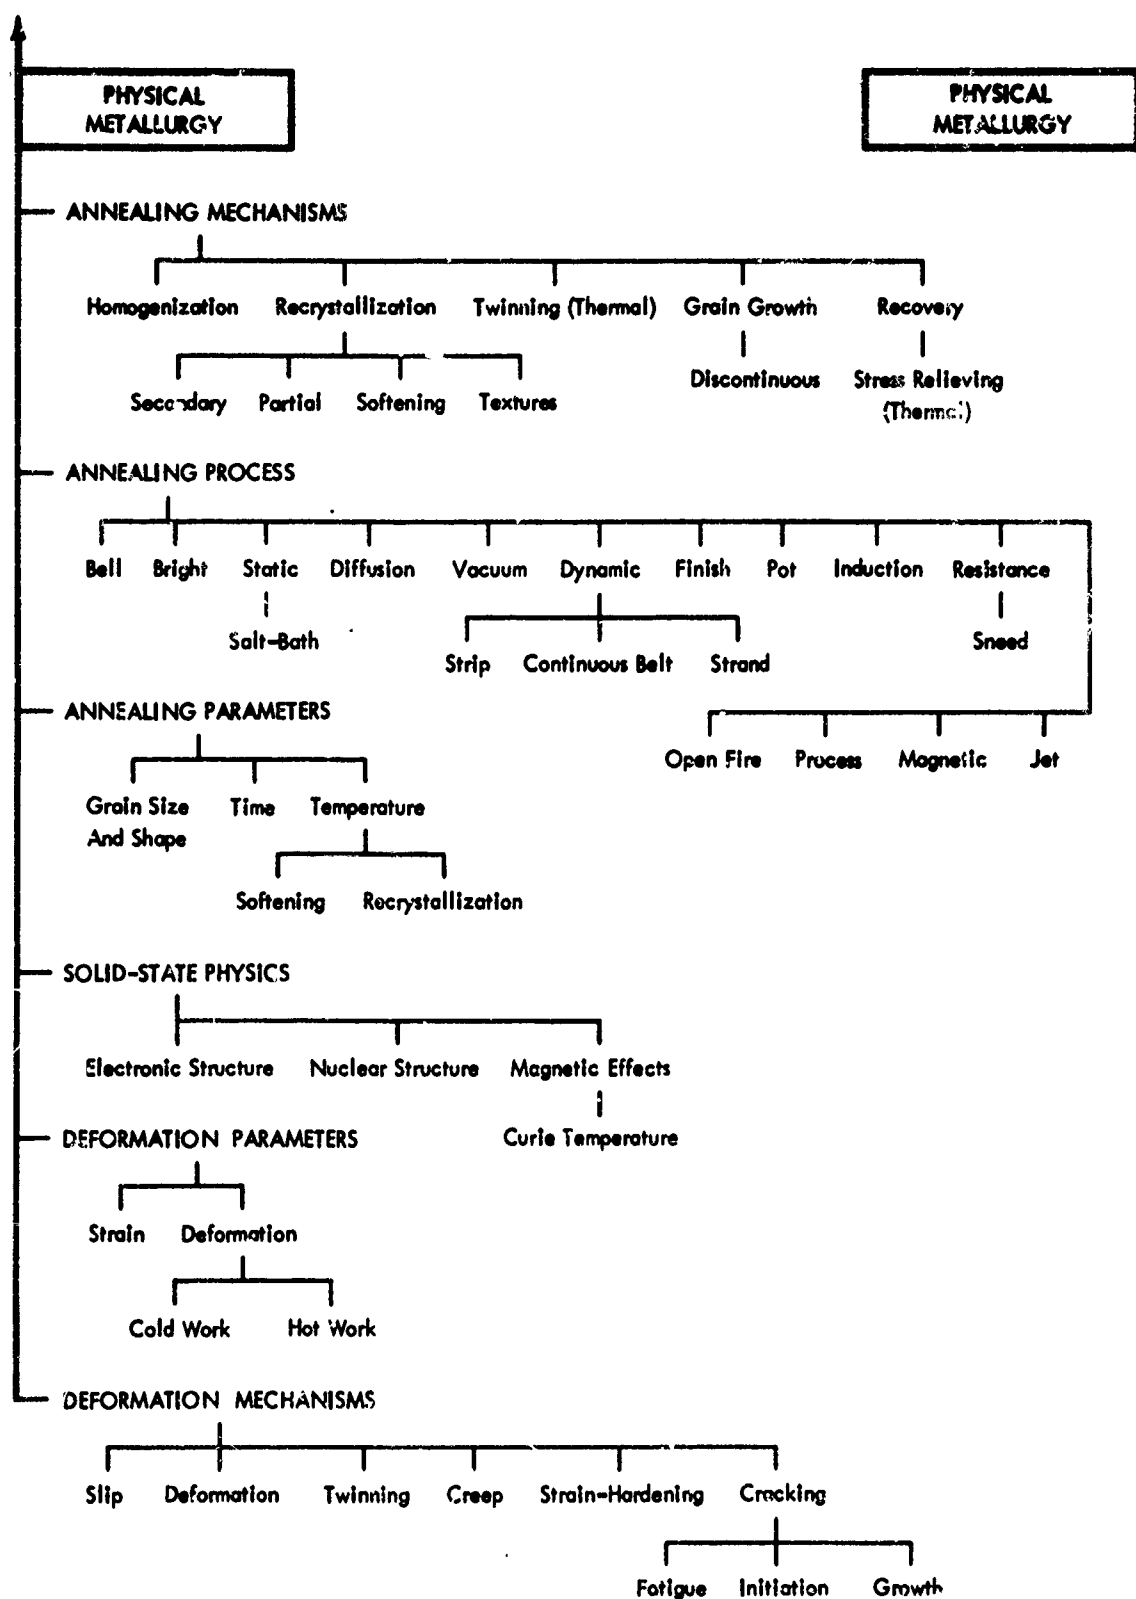 PHYSICAL
METALLURGY
PHYSICAL
METALLURGY
ANNEALING MECHANISMS
Homogenization Recrystallization Twinning (Thermal) Grain Growth Recovery
Discontinuous Stress Relieving
(Thermal)
Secondary Partial Softening Textures
ANNEALING PROCESS
Bell Bright Static Diffusion Vacuum Dynamic Finish Pot Induction Resistance
Salt-Bath Sneed
Strip Continuous Belt Strand
ANNEALING PARAMETERS
Open Fire Process Magnetic Jet
Grain Size Time Temperature
And Shape
Softening Recrystallization
SOLID-STATE PHYSICS
Electronic Structure Nuclear Structure Magnetic Effects
Curie Temperature
DEFORMATION PARAMETERS
Strain Deformation
Cold Work Hot Work
DEFORMATION MECHANISMS
Slip Deformation Twinning Creep Strain-Hardening Cracking
Fatigue Initiation Growth